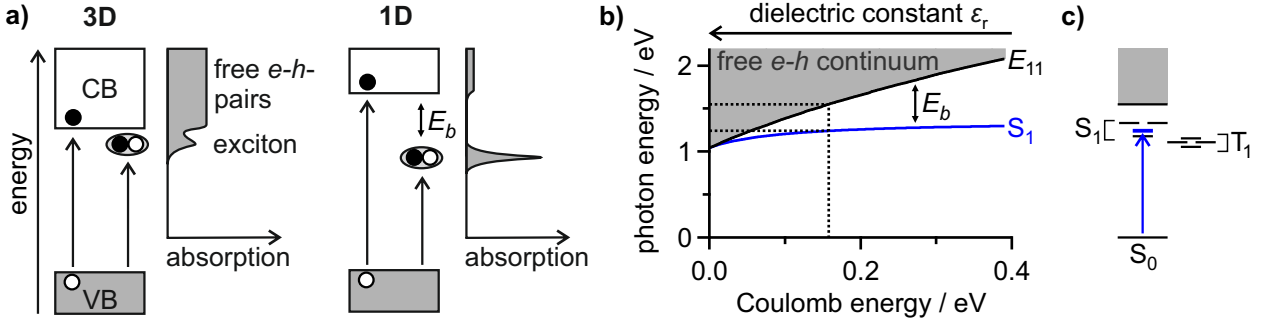 a)
3D
1D
energy
CB
VB
free e-h-
pairs
exciton
absorption
E_b
absorption
b)
dielectric constant ε_r
free e-h continuum
E_11
E_b
S_1
photon energy / eV
2
1
0
0.0
0.2
0.4
Coulomb energy / eV
c)
S_1
T_1
S_0